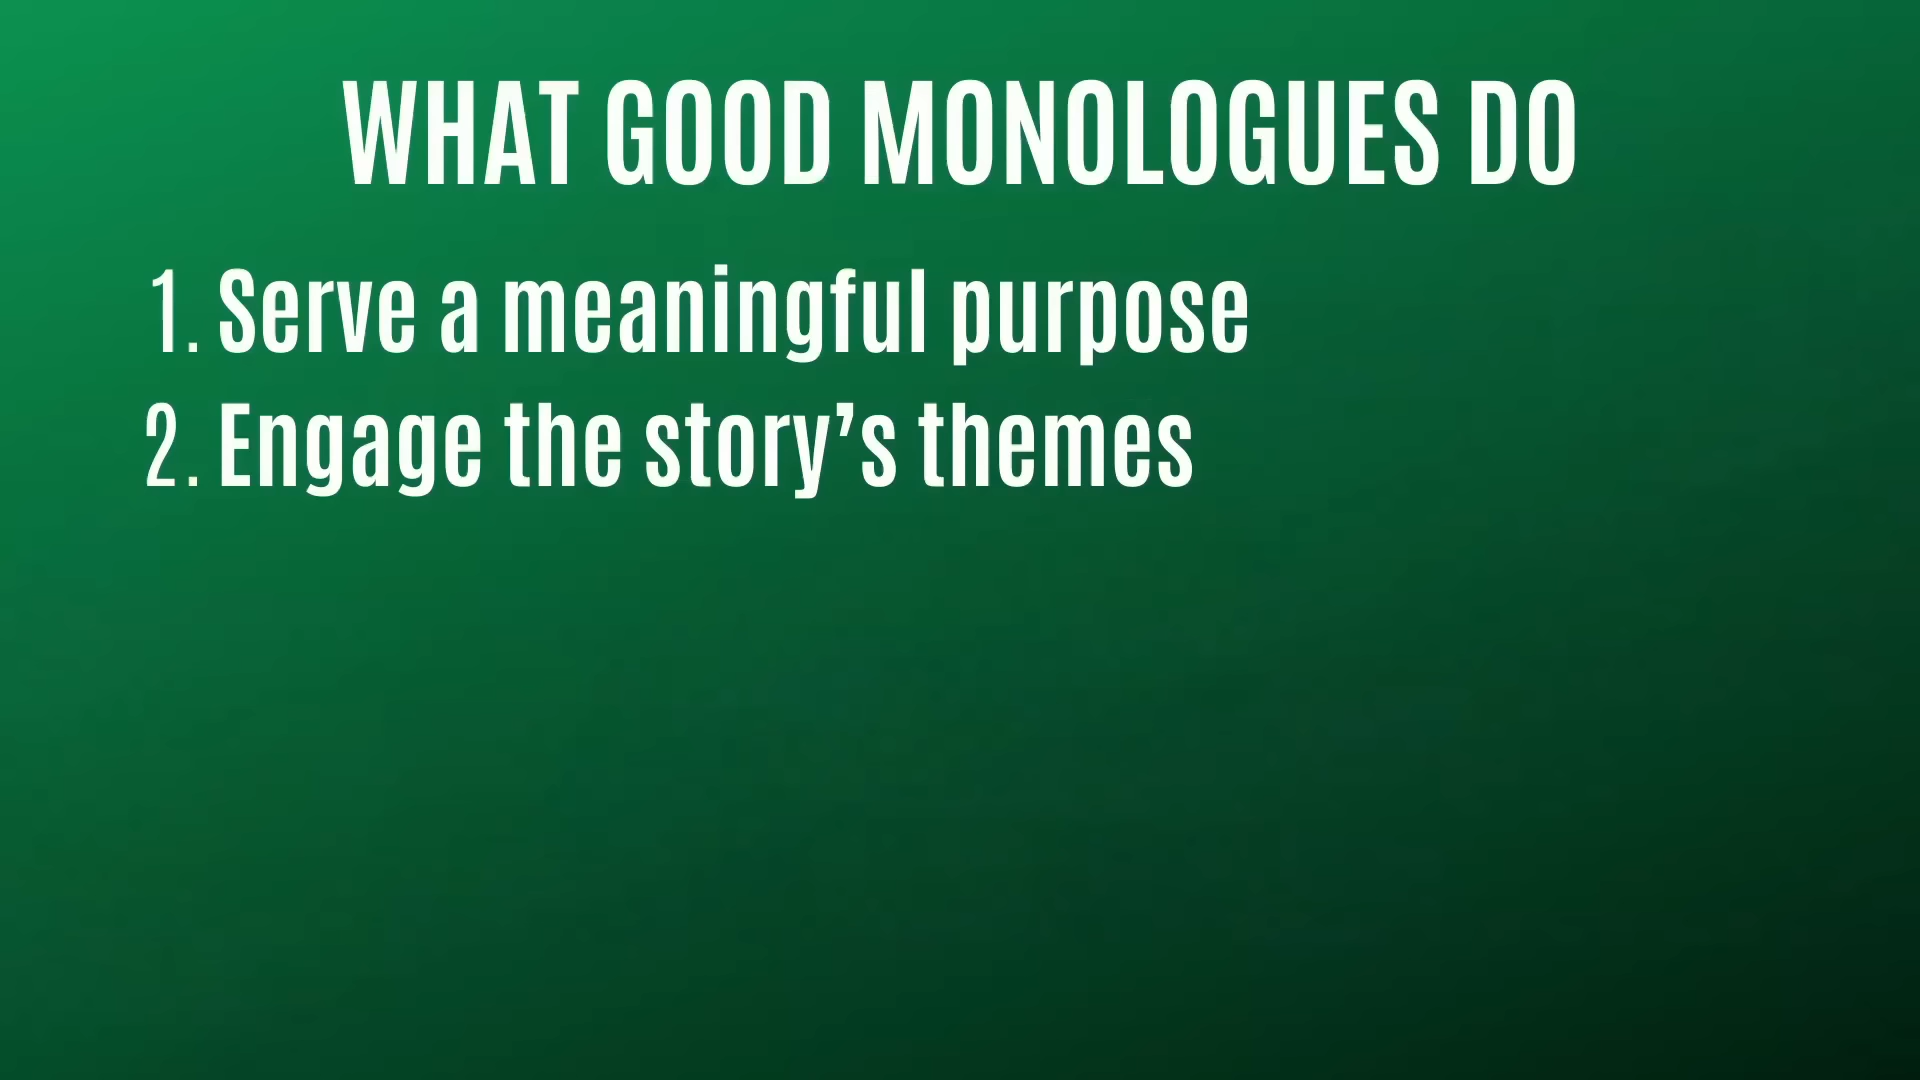 WHAT GOOD MONOLOGUES DO
1. Serve a meaningful purpose
2. Engage the story’s themes